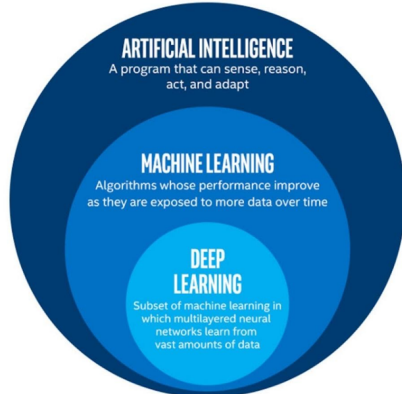 ARTIFICIAL INTELLIGENCE
A program that can sense, reason,
act, and adapt
MACHINE LEARNING
Algorithms whose performance improve
as they are exposed to more data over time
DEEP
LEARNING
Subset of machine learning in
which multilayered neural
networks learn from
vast amounts of data